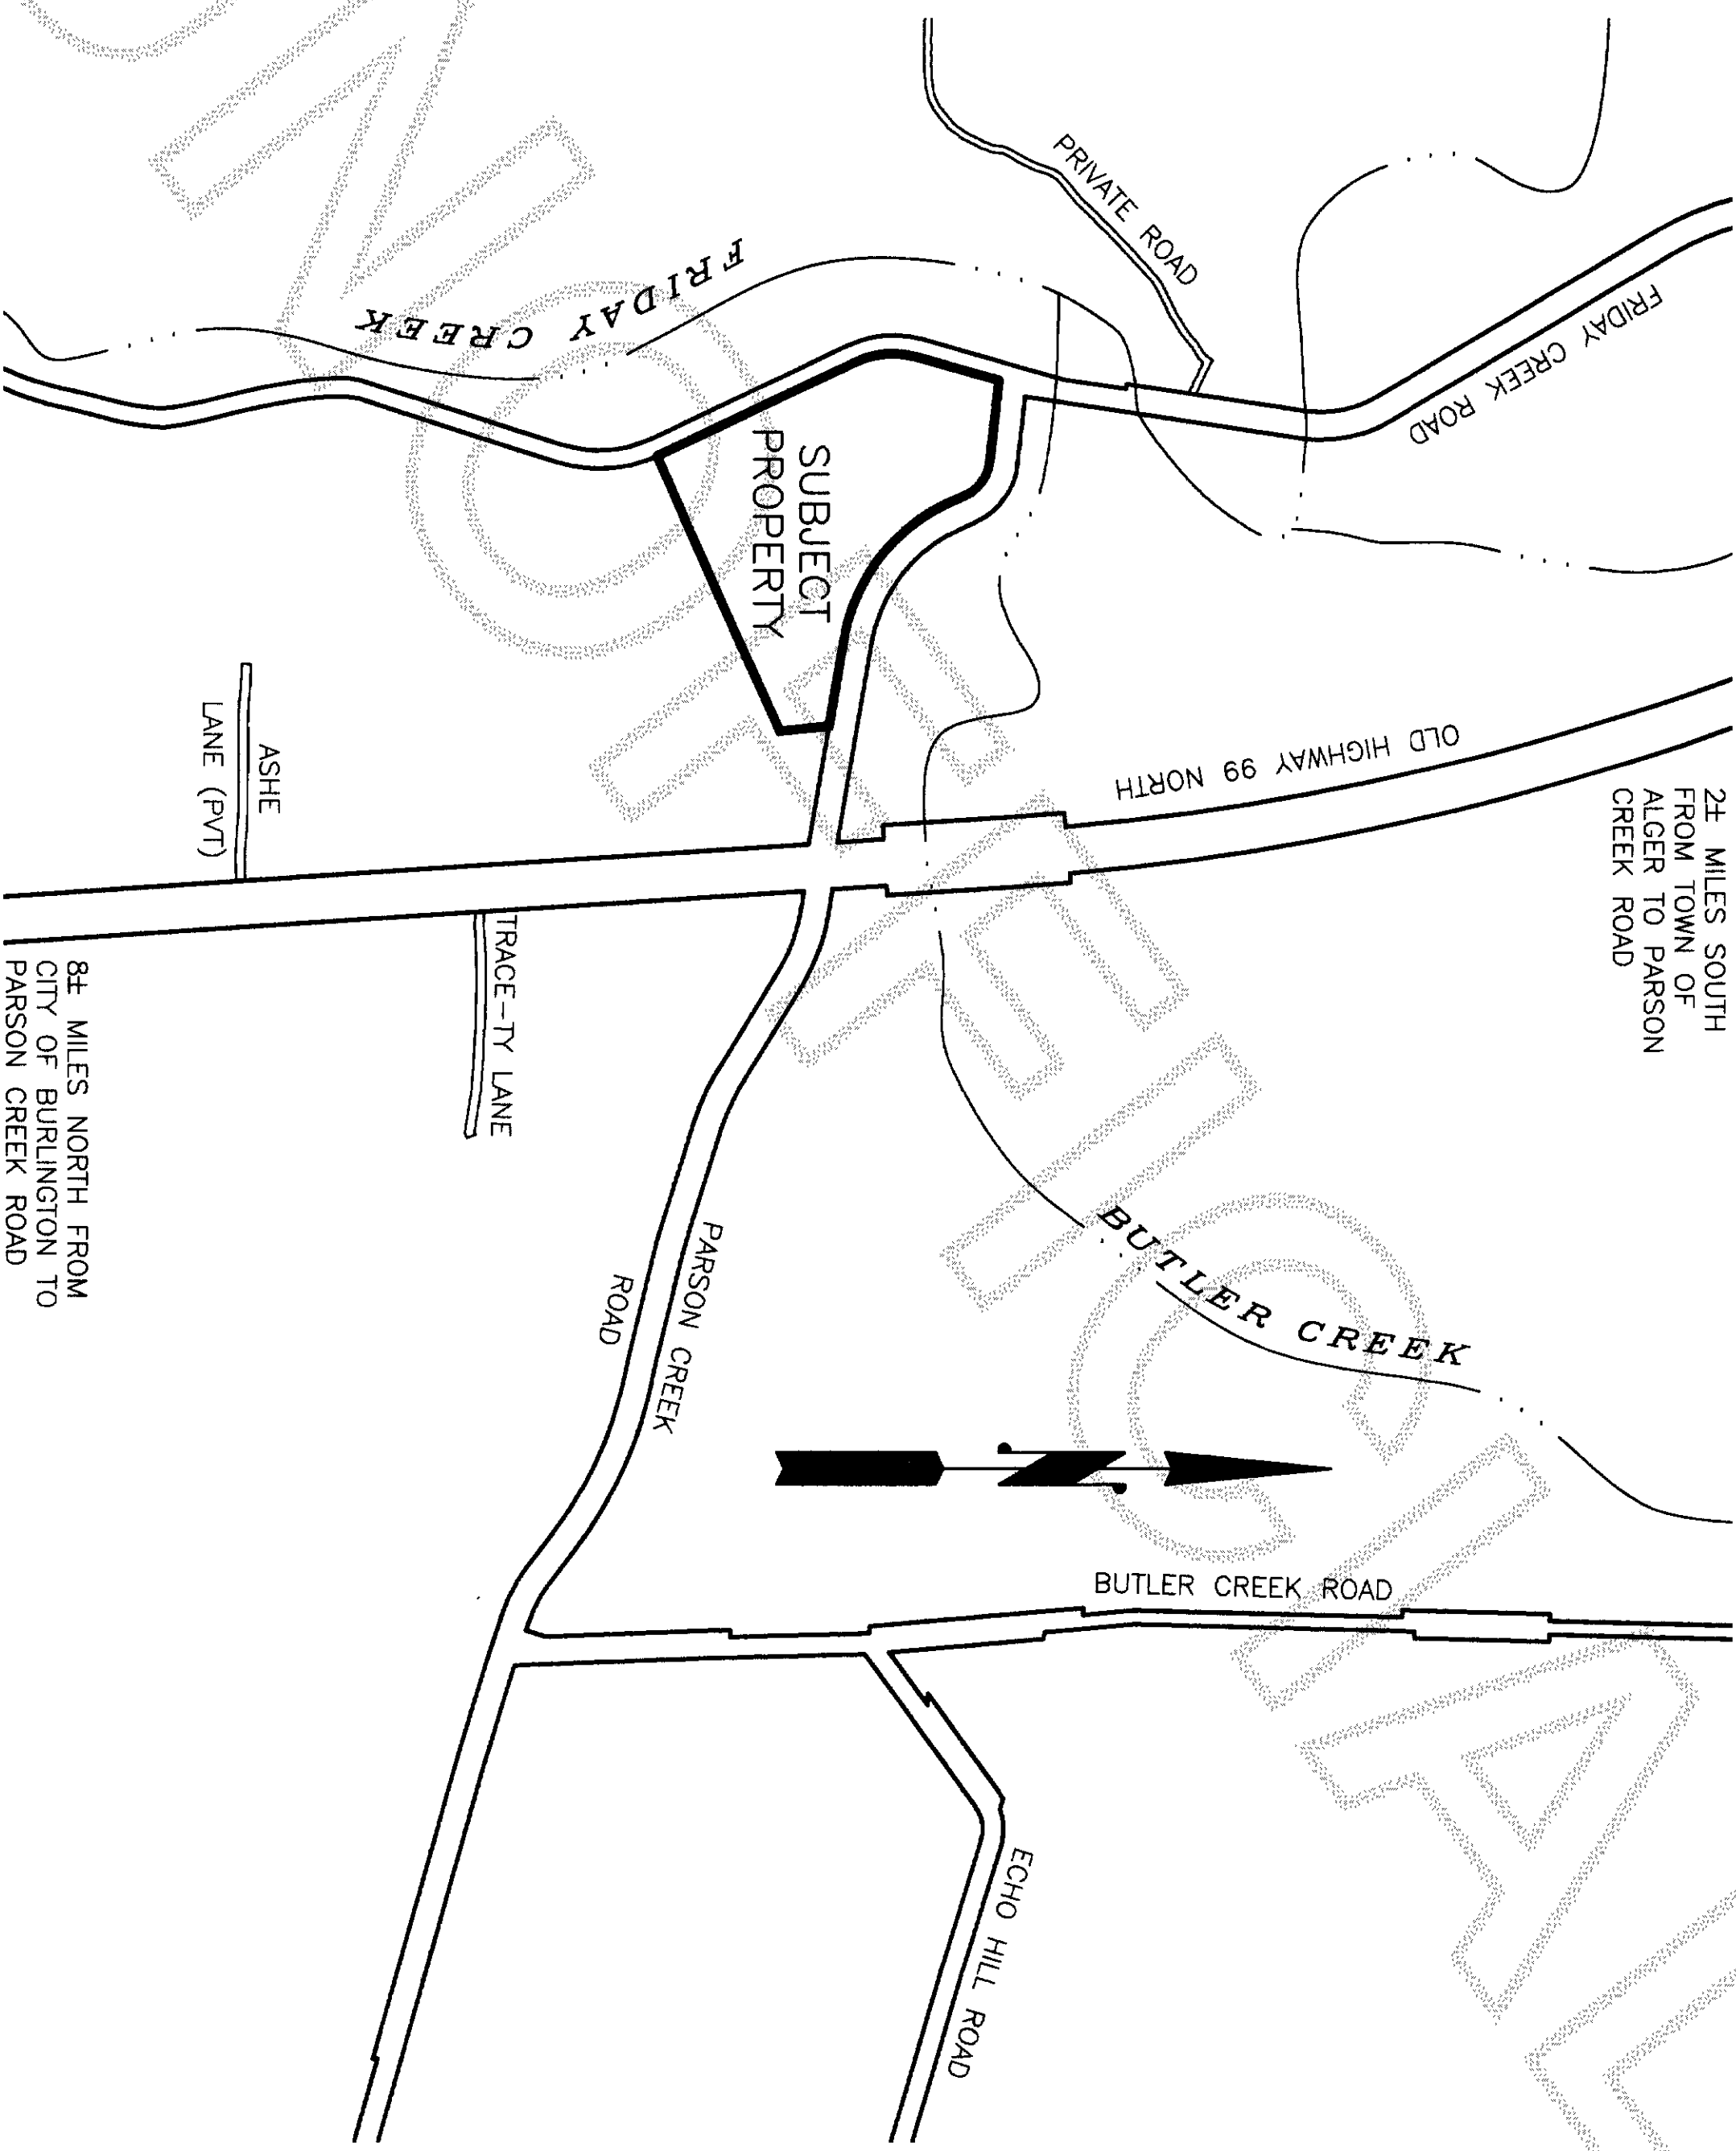 PRIVATE ROAD
FRIDAY CREEK ROAD
FRIDAY CREEK
SUBJECT
PROPERTY
OLD HIGHWAY 99 NORTH
2± MILES SOUTH
FROM TOWN OF
ALGER TO PARSON
CREEK ROAD
ASHE
LANE (PVT)
TRACE-TY LANE
8± MILES NORTH FROM
CITY OF BURLINGTON TO
PARSON CREEK ROAD
PARSON CREEK
ROAD
BUTLER CREEK
N
BUTLER CREEK ROAD
ECHO HILL ROAD
UNOFFICIAL